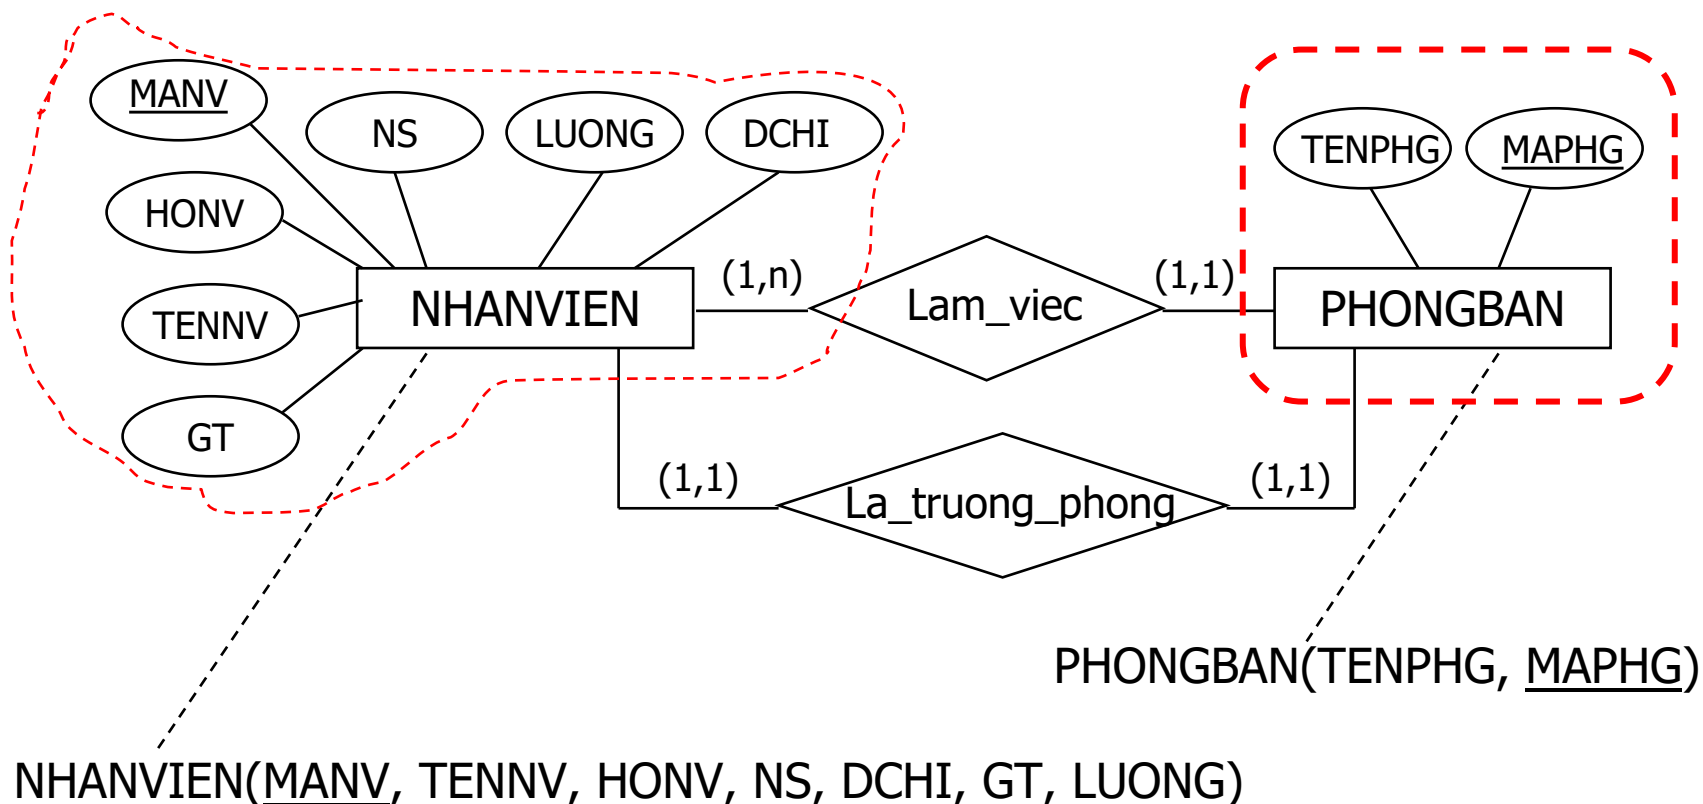 MANV
NS
LUONG
DCHI
TENPHG
MAPHG
HONV
(1,n)
(1,1)
NHANVIEN
Lam_viec
PHONGBAN
TENNV
GT
(1,1)
La_truong_phong
(1,1)
PHONGBAN(TENPHG, MAPHG)
NHANVIEN(MANV, TENNV, HONV, NS, DCHI, GT, LUONG)